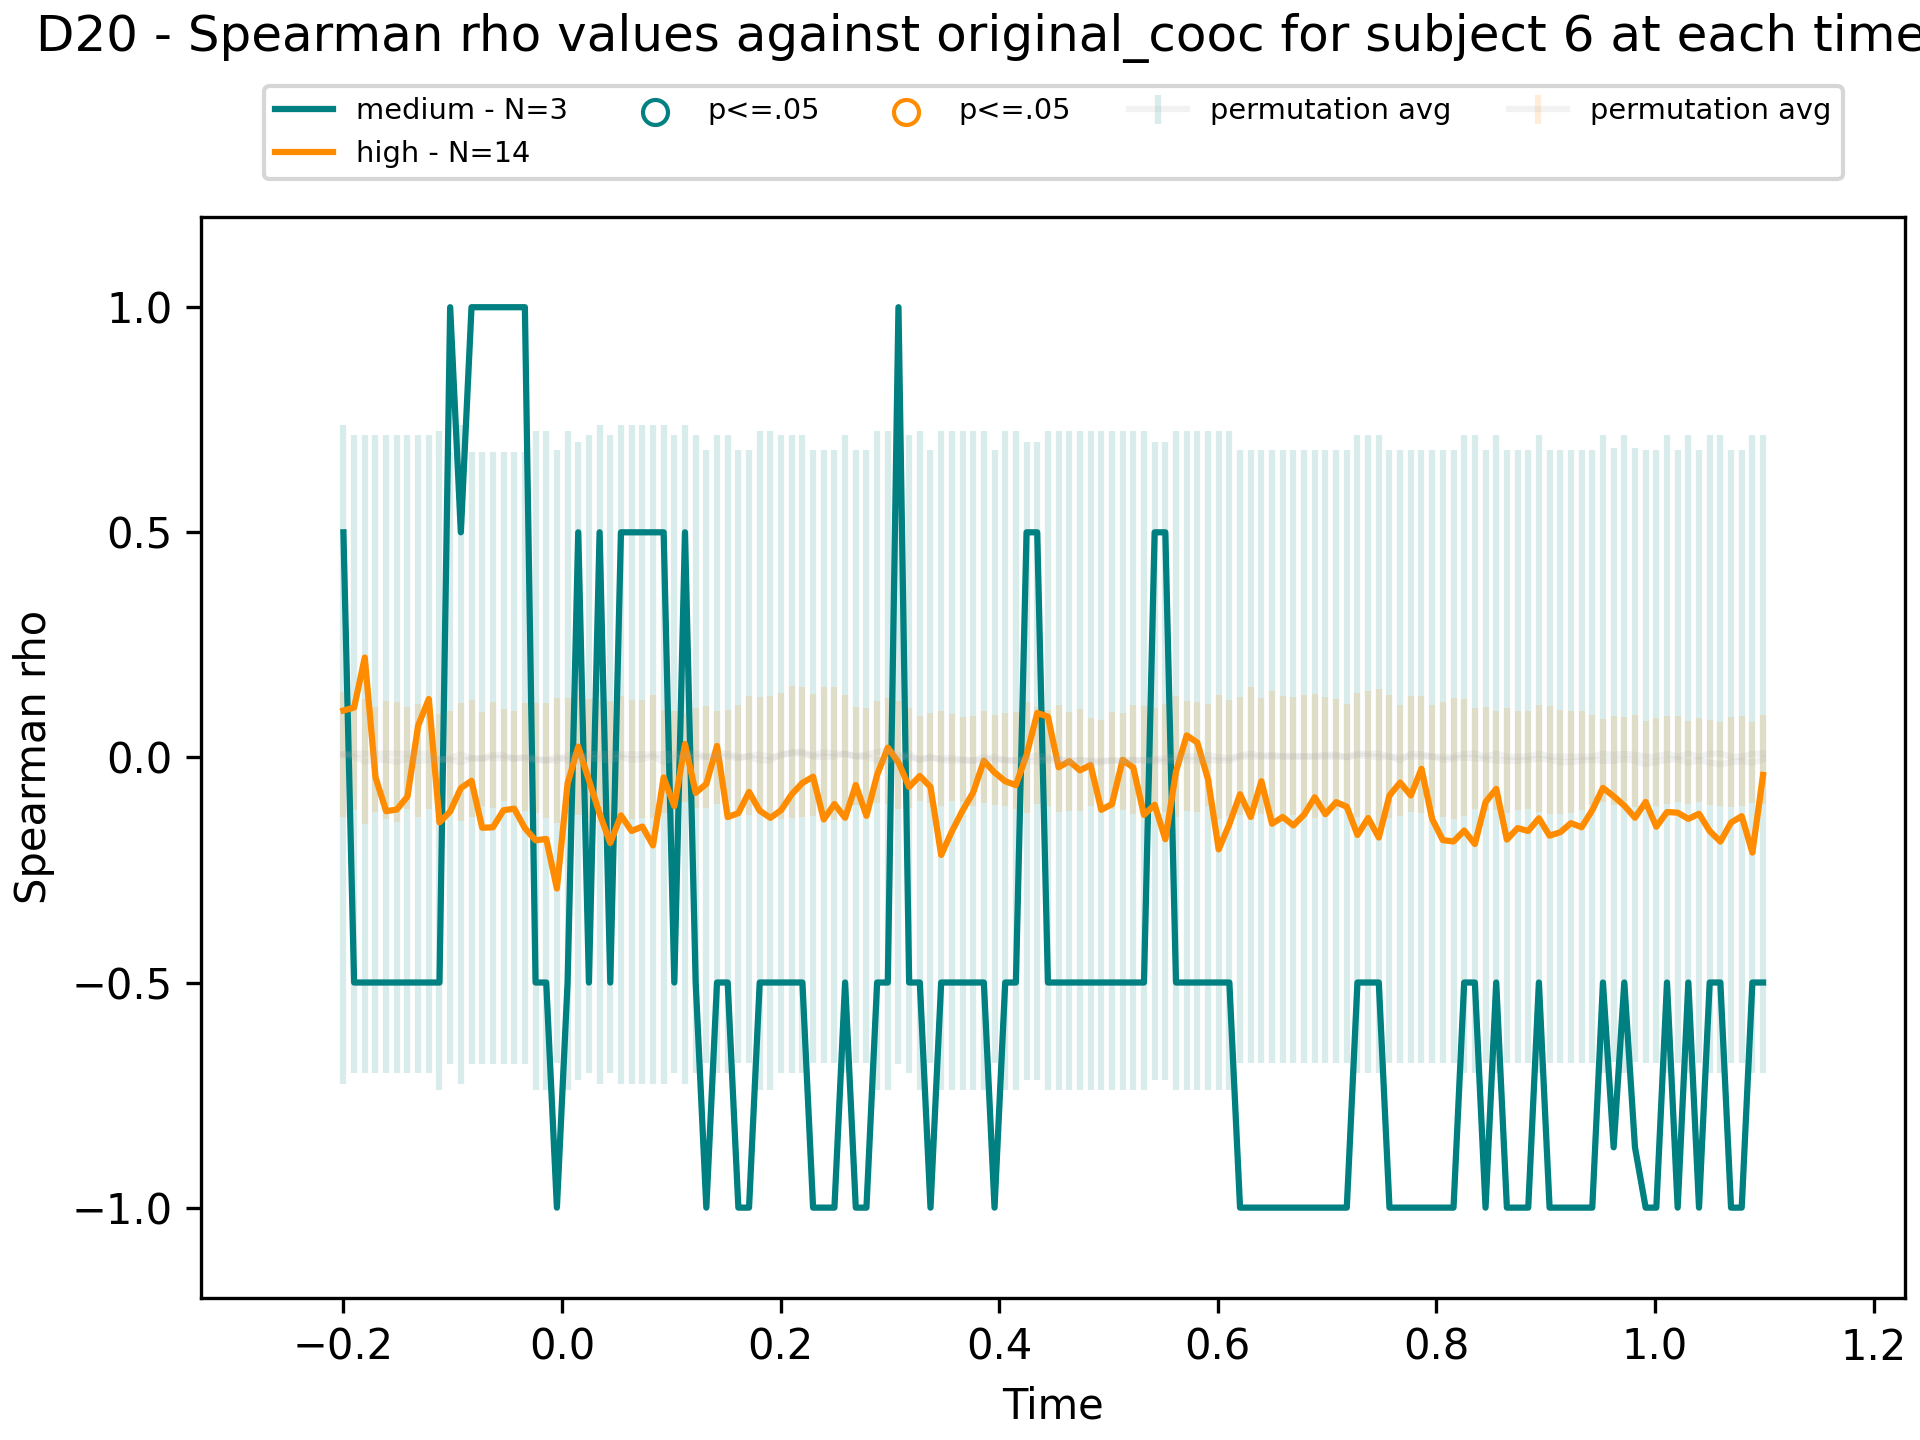 D20 - Spearman rho values against original_cooc for subject 6 at each time
medium - N=3
high - N=14
p<=.05
p<=.05
permutation avg
permutation avg
Spearman rho
1.0
0.5
0.0
−0.5
−1.0
−0.2
0.0
0.2
0.4
0.6
0.8
1.0
1.2
Time